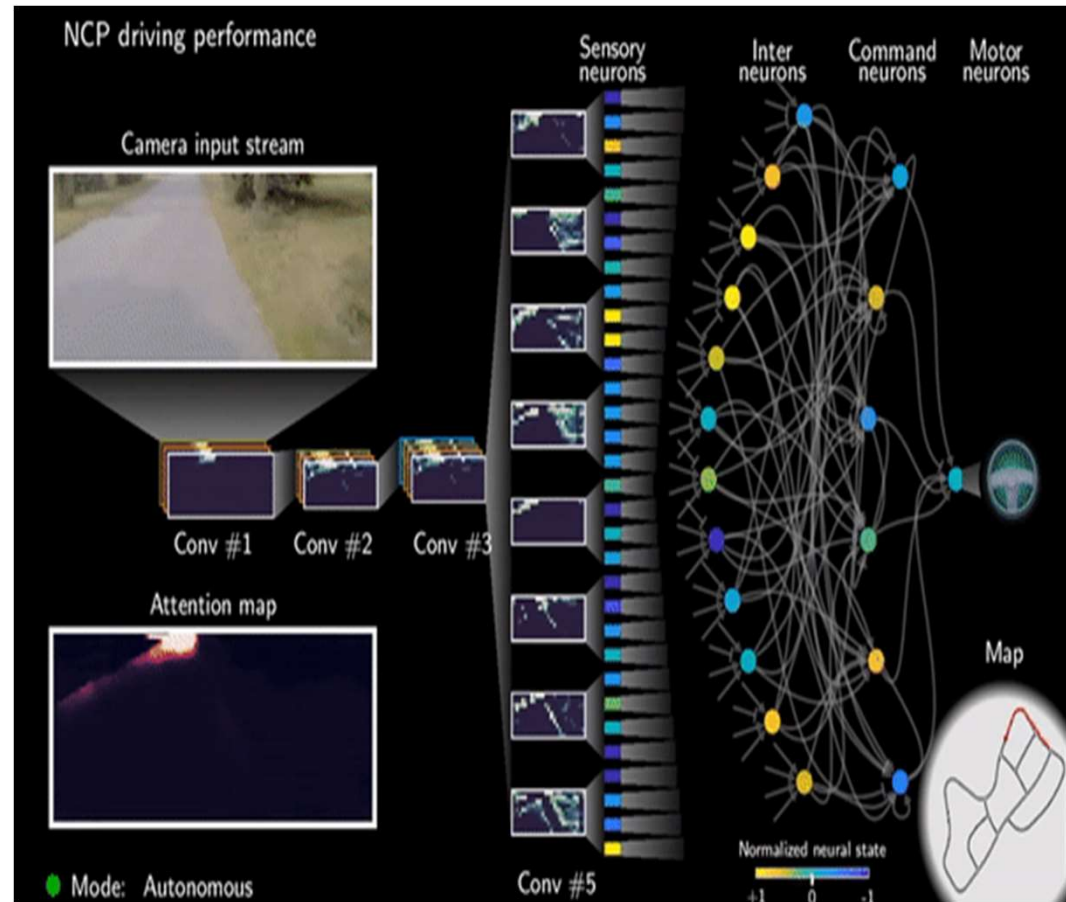 NCP driving performance
Sensory
neurons
Inter
neurons
Command
neurons
Motor
neurons
Camera input stream
Conv #1
Conv #2
Conv #3
Attention map
Map
Mode: Autonomous
Conv #5
Normalized neural state
+1
0
-1